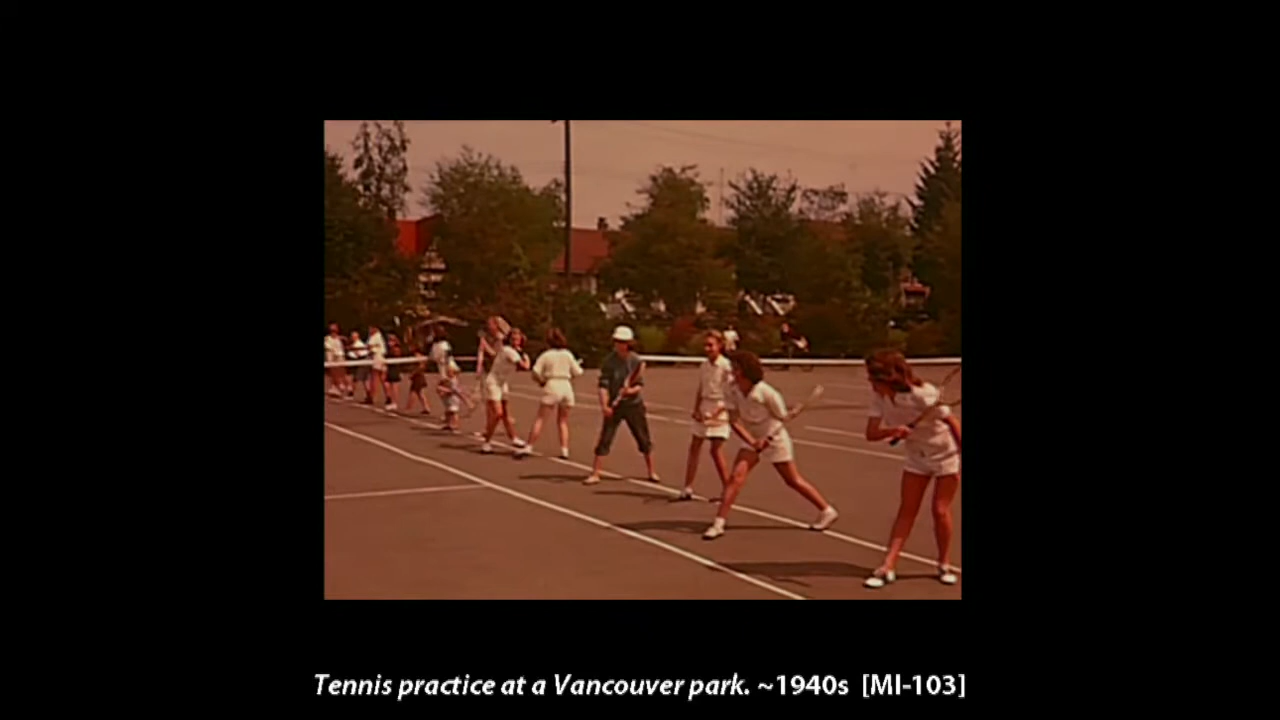 Tennis practice at a Vancouver park. ~1940s [MI-103]